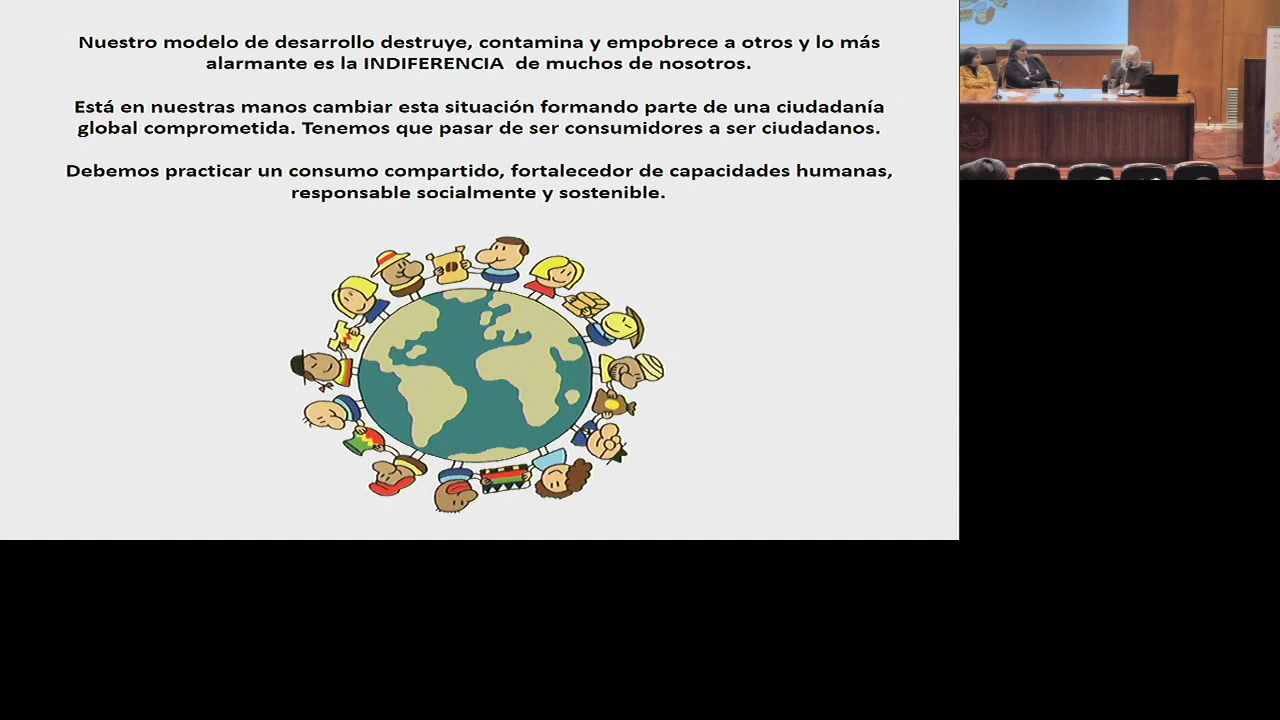 Nuestro modelo de desarrollo destruye, contamina y empobrece a otros y lo más
alarmante es la INDIFERENCIA de muchos de nosotros.
Está en nuestras manos cambiar esta situación formando parte de una ciudadanía
global comprometida. Tenemos que pasar de ser consumidores a ser ciudadanos.
Debemos practicar un consumo compartido, fortalecedor de capacidades humanas,
responsable socialmente y sostenible.